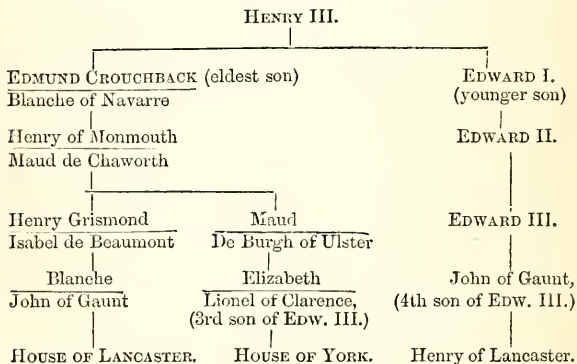 HENRY III.
EDMUND CROUCHBACK (eldest son)
Blanche of Navarre
EDWARD I.
(younger son)
Henry of Monmouth
Maud de Chaworth
EDWARD II.
Henry Grismond
Isabel de Beaumont
Maud
De Burgh of Ulster
EDWARD III.
Blanche
John of Gaunt
Elizabeth
Lionel of Clarence,
(3rd son of EDW. III.)
John of Gaunt,
(4th son of EDW. III.)
HOUSE OF LANCASTER.
HOUSE OF YORK.
Henry of Lancaster.